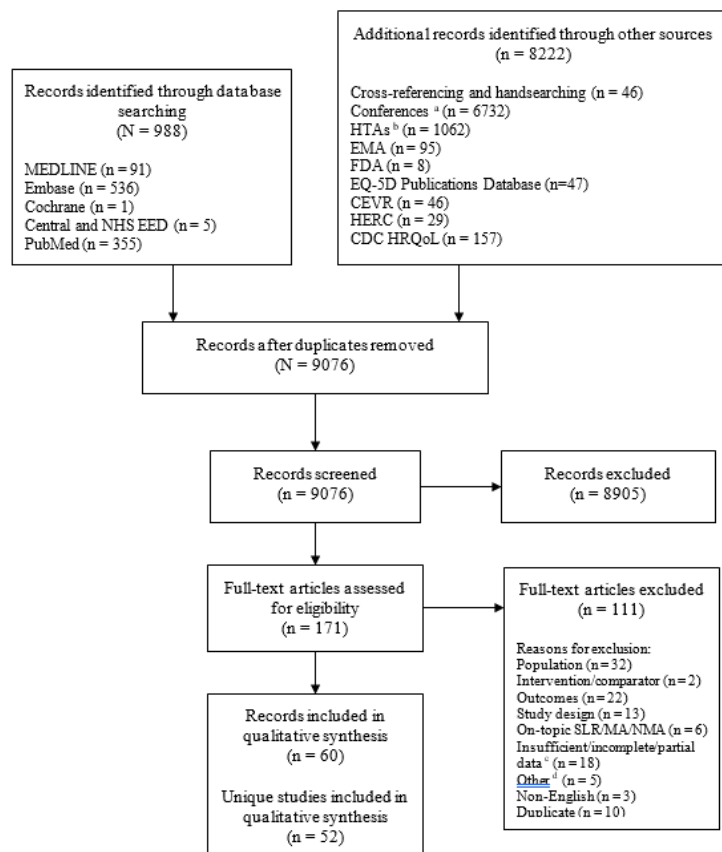 Records identified through database
searching
(N = 988)
MEDLINE (n = 91)
Embase (n = 536)
Cochrane (n = 1)
Central and NHS EED (n = 5)
PubMed (n = 355)
Additional records identified through other sources
(n = 8222)
Cross-referencing and handsearching (n = 46)
Conferences ᵃ (n = 6732)
HTAs ᵇ (n = 1062)
EMA (n = 95)
FDA (n = 8)
EQ-5D Publications Database (n=47)
CEVR (n = 46)
HERC (n = 29)
CDC HRQoL (n = 157)
Records after duplicates removed
(N = 9076)
Records screened
(n = 9076)
Records excluded
(n = 8905)
Full-text articles assessed
for eligibility
(n = 171)
Full-text articles excluded
(n = 111)
Reasons for exclusion:
Population (n = 32)
Intervention/comparator (n = 2)
Outcomes (n = 22)
Study design (n = 13)
On-topic SLR/MA/NMA (n = 6)
Insufficient/incomplete/partial
data ᶜ (n = 18)
Other ᵈ (n = 5)
Non-English (n = 3)
Duplicate (n = 10)
Records included in
qualitative synthesis
(n = 60)
Unique studies included in
qualitative synthesis
(n = 52)